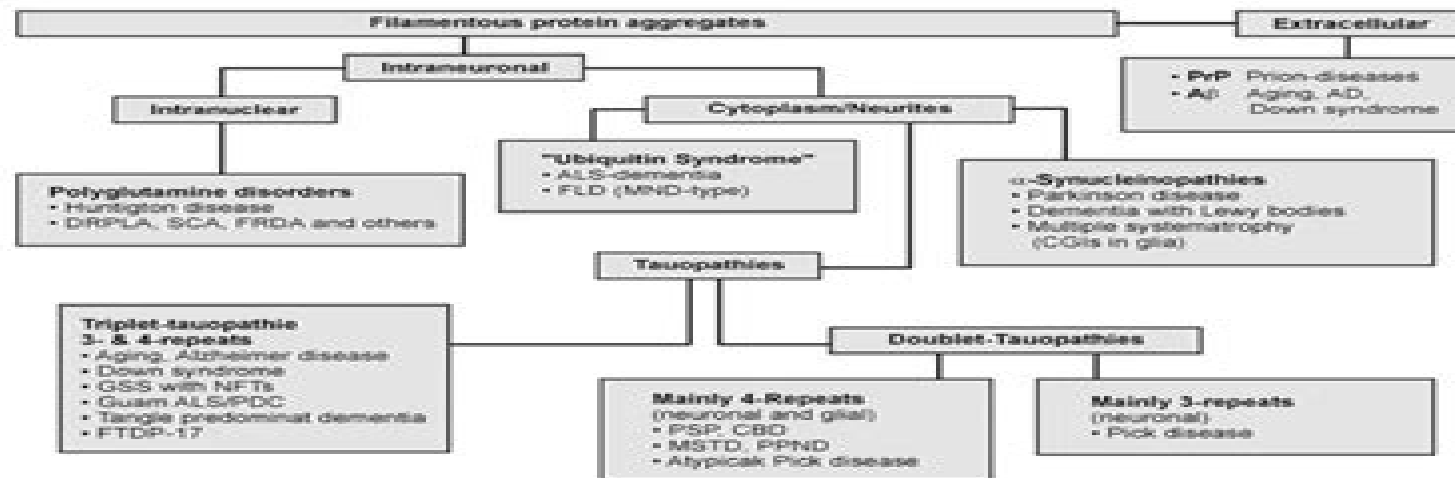 Filamentous protein aggregates
Extracellular
Intraneuronal
• PrP Prion-diseases
• Aβ Aging, AD,
Down syndrome
Intranuclear
Cytoplasm/Neurites
"Ubiquitin Syndrome"
• ALS-dementia
• FLD (MND-type)
Polyglutamine disorders
• Huntigton disease
• DRPLA, SCA, FRDA and others
α-Synucleinopathies
• Parkinson disease
• Dementia with Lewy bodies
• Multiple systematrophy
(CGIs in glia)
Tauopathies
Triplet-tauopathie
3- & 4-repeats
• Aging, Alzheimer disease
• Down syndrome
• GSS with NFTs
• Guam ALS/PDC
• Tangle predominat dementia
• FTDP-17
Doublet-Tauopathies
Mainly 4-Repeats
(neuronal and glial)
• PSP, CBD
• MSTD, PPND
• Atypicak Pick disease
Mainly 3-repeats
(neuronal)
• Pick disease